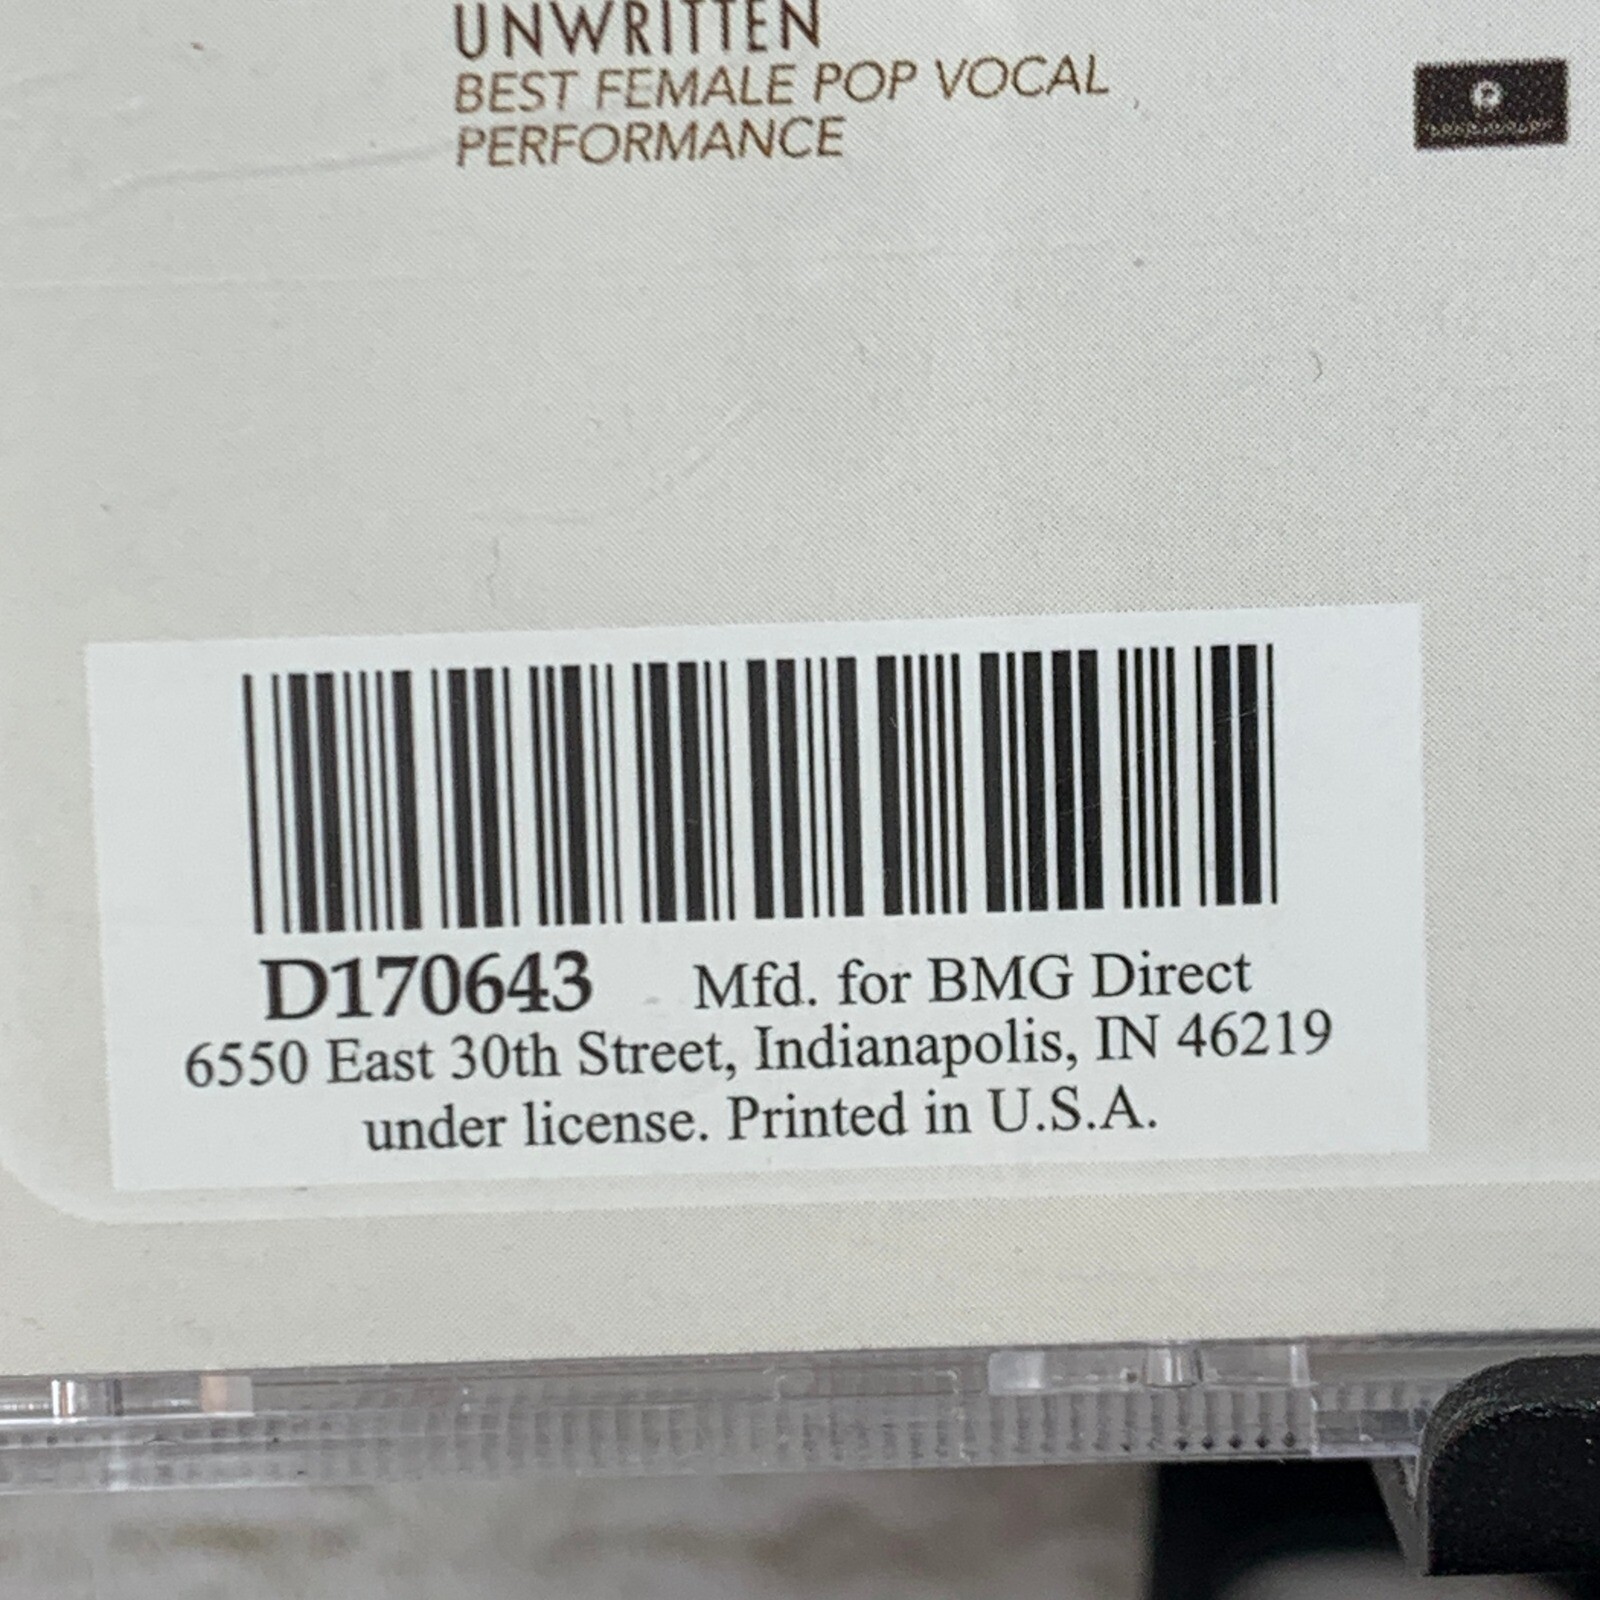 UNWRITTEN
BEST FEMALE POP VOCAL
PERFORMANCE
D170643 Mfd. for BMG Direct
6550 East 30th Street, Indianapolis, IN 46219
under license. Printed in U.S.A.